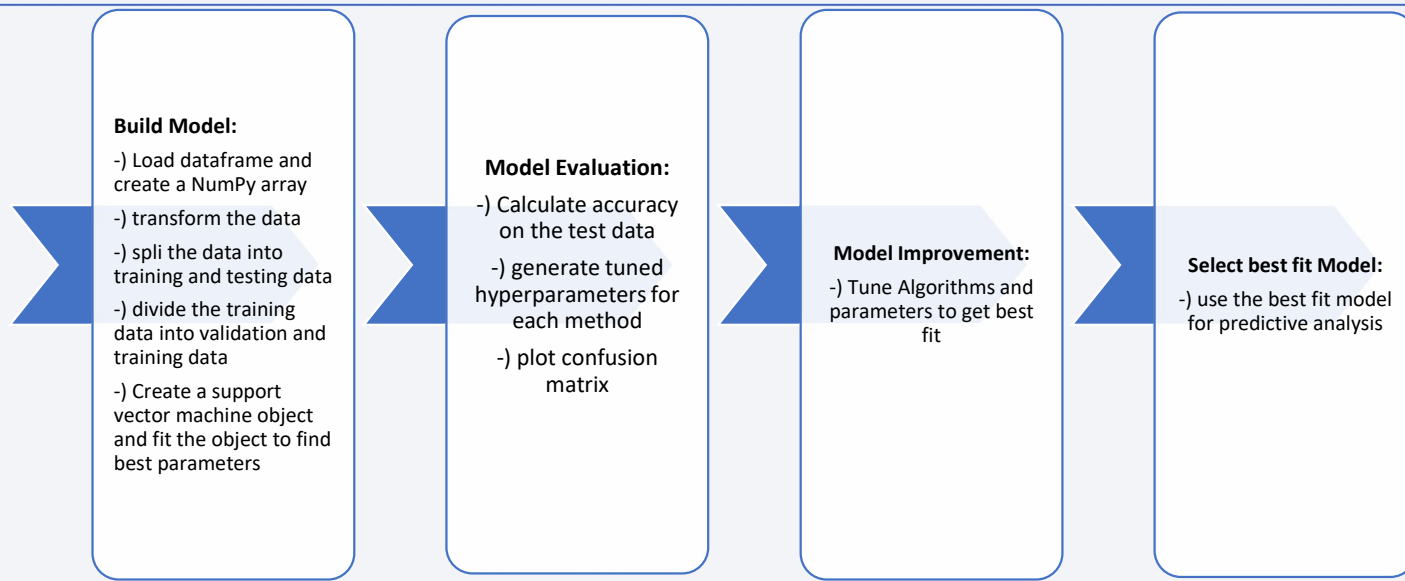 Build Model:
-) Load dataframe and
create a NumPy array
-) transform the data
-) spli the data into
training and testing data
-) divide the training
data into validation and
training data
-) Create a support
vector machine object
and fit the object to find
best parameters
Model Evaluation:
-) Calculate accuracy
on the test data
-) generate tuned
hyperparameters for
each method
-) plot confusion
matrix
Model Improvement:
-) Tune Algorithms and
parameters to get best
fit
Select best fit Model:
-) use the best fit model
for predictive analysis